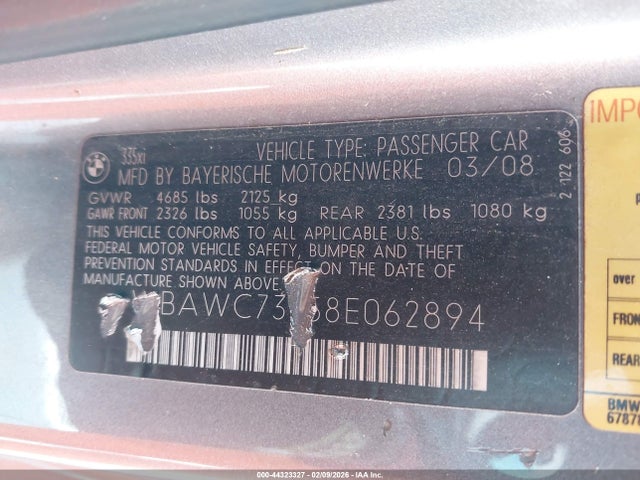 335xi
VEHICLE TYPE: PASSENGER CAR
MFD BY BAYERISCHE MOTORENWERKE 03/08
GVWR 4685 lbs 2125 kg
GAWR FRONT 2326 lbs 1055 kg REAR 2381 lbs 1080 kg
THIS VEHICLE CONFORMS TO ALL APPLICABLE U.S.
FEDERAL MOTOR VEHICLE SAFETY, BUMPER AND THEFT
PREVENTION STANDARDS IN EFFECT ON THE DATE OF
MANUFACTURE SHOWN ABOVE
BAWC73 68E062894
2 122 606
IMPO
over
FRON
REAR
BMW
67878
000-44323327 - 02/09/2026 - © IAA Inc.